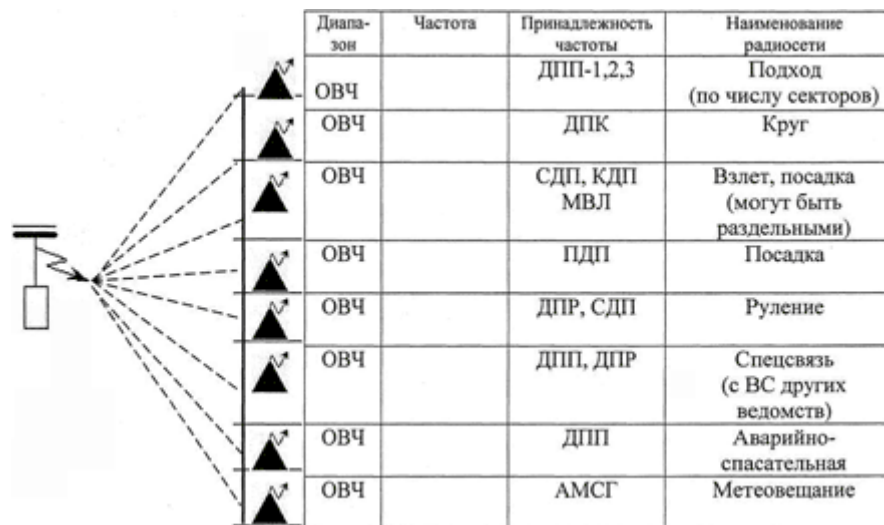 Диапа-
зон
Частота
Принадлежность
частоты
Наименование
радиосети
ОВЧ
ДПП-1,2,3
Подход
(по числу секторов)
ОВЧ
ДПК
Круг
ОВЧ
СДП, КДП
МВЛ
Взлет, посадка
(могут быть
раздельными)
ОВЧ
ПДП
Посадка
ОВЧ
ДПР, СДП
Руление
ОВЧ
ДПП, ДПР
Спецсвязь
(с ВС других
ведомств)
ОВЧ
ДПП
Аварийно-
спасательная
ОВЧ
АМСГ
Метеовещание